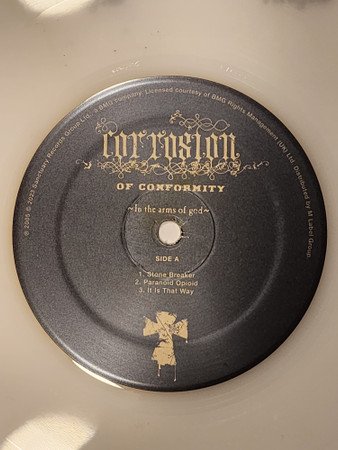 ℗ 2005 © 2023 Sanctuary Records Group Ltd., a BMG Company. Licensed courtesy of BMG Rights Management (UK) Ltd. Distributed by M Label Group.
Corrosion
OF CONFORMITY
~In the arms of god~
SIDE A
1. Stone Breaker
2. Paranoid Opioid
3. It Is That Way